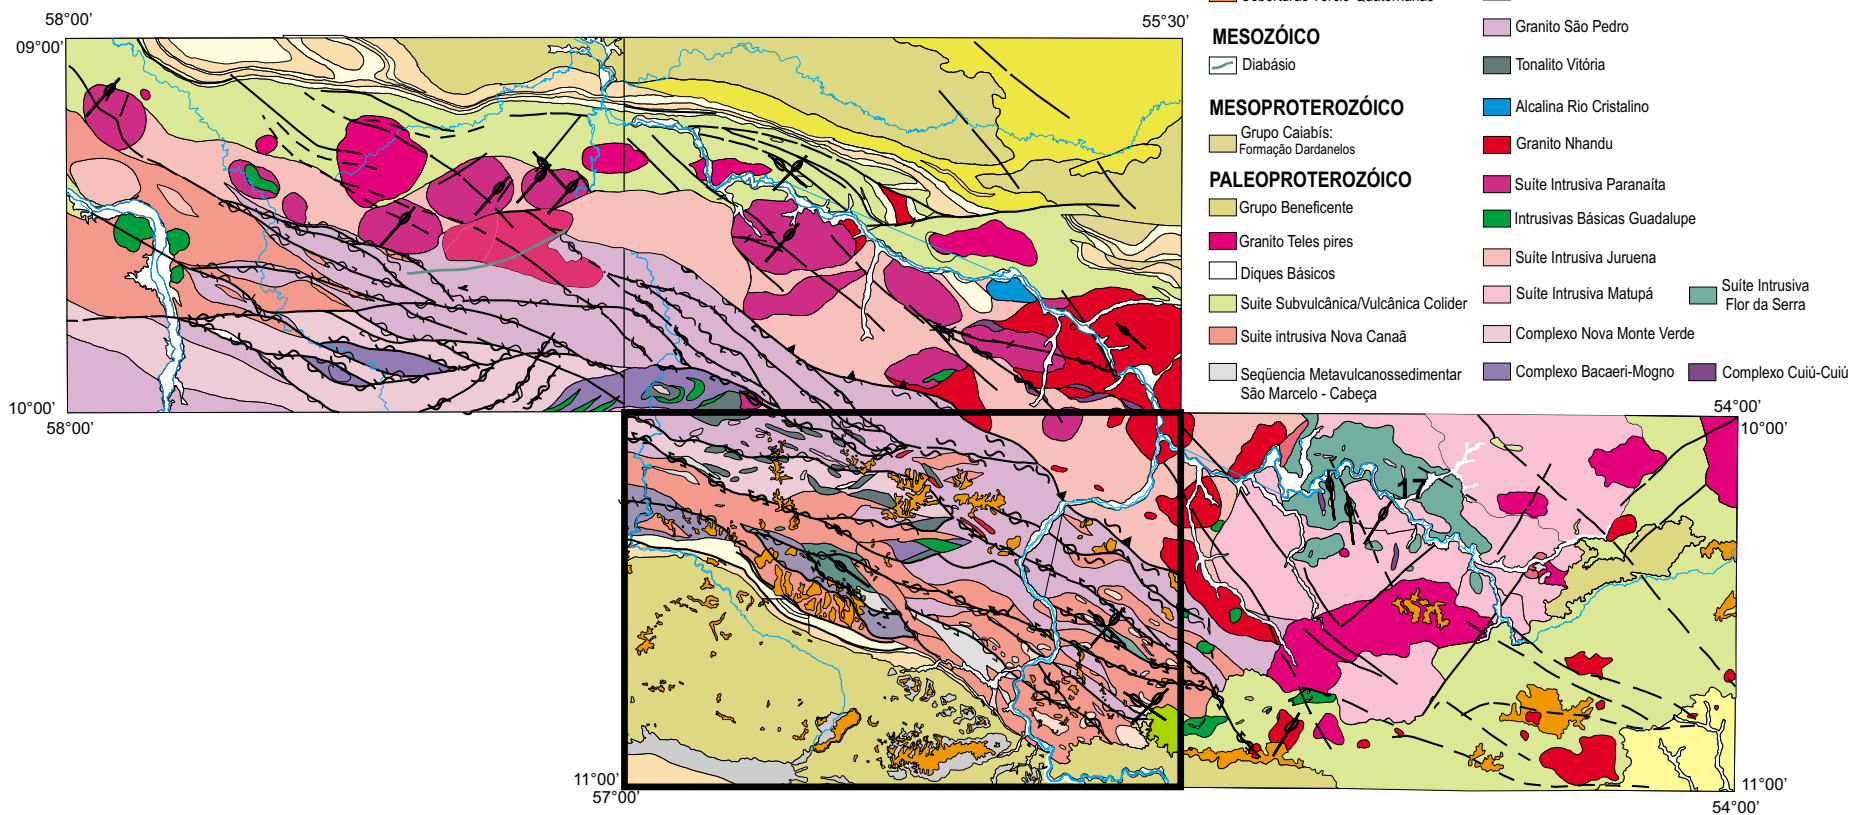 58°00'
55°30'
09°00'
10°00'
58°00'
11°00'
57°00'
54°00'
10°00'
11°00'
54°00'
17
MESOZÓICO
Diabásio
MESOPROTEROZÓICO
Grupo Caiabís:
Formação Dardanelos
PALEOPROTEROZÓICO
Grupo Beneficente
Granito Teles pires
Diques Básicos
Suite Subvulcânica/Vulcânica Colider
Suite intrusiva Nova Canaã
Seqüencia Metavulcanossedimentar
São Marcelo - Cabeça
Granito São Pedro
Tonalito Vitória
Alcalina Rio Cristalino
Granito Nhandu
Suíte Intrusiva Paranaíta
Intrusivas Básicas Guadalupe
Suíte Intrusiva Juruena
Suíte Intrusiva Matupá
Complexo Nova Monte Verde
Complexo Bacaeri-Mogno
Suíte Intrusiva
Flor da Serra
Complexo Cuiú-Cuiú